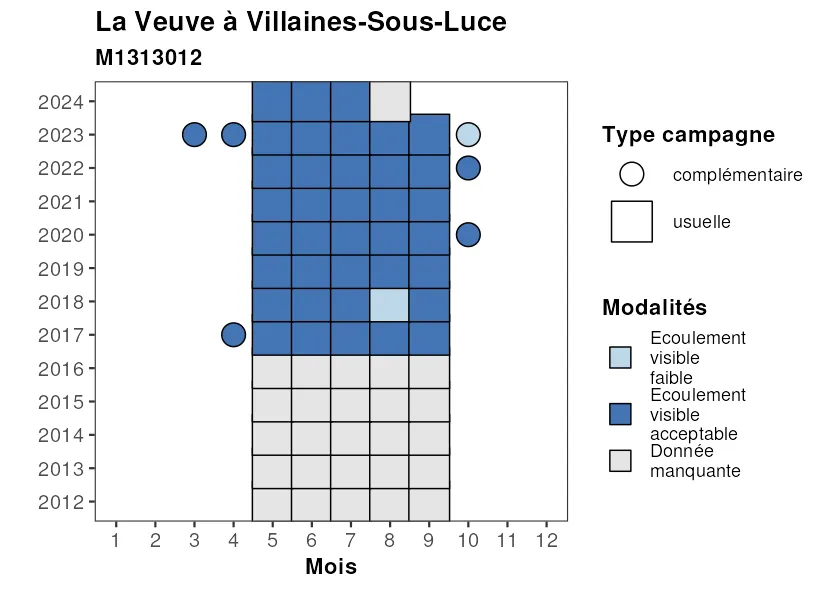 La Veuve à Villaines-Sous-Luce
M1313012
2024
2023
2022
2021
2020
2019
2018
2017
2016
2015
2014
2013
2012
1 2 3 4 5 6 7 8 9 10 11 12
Mois
Type campagne
complémentaire
usuelle
Modalités
Ecoulement
visible
faible
Ecoulement
visible
acceptable
Donnée
manquante